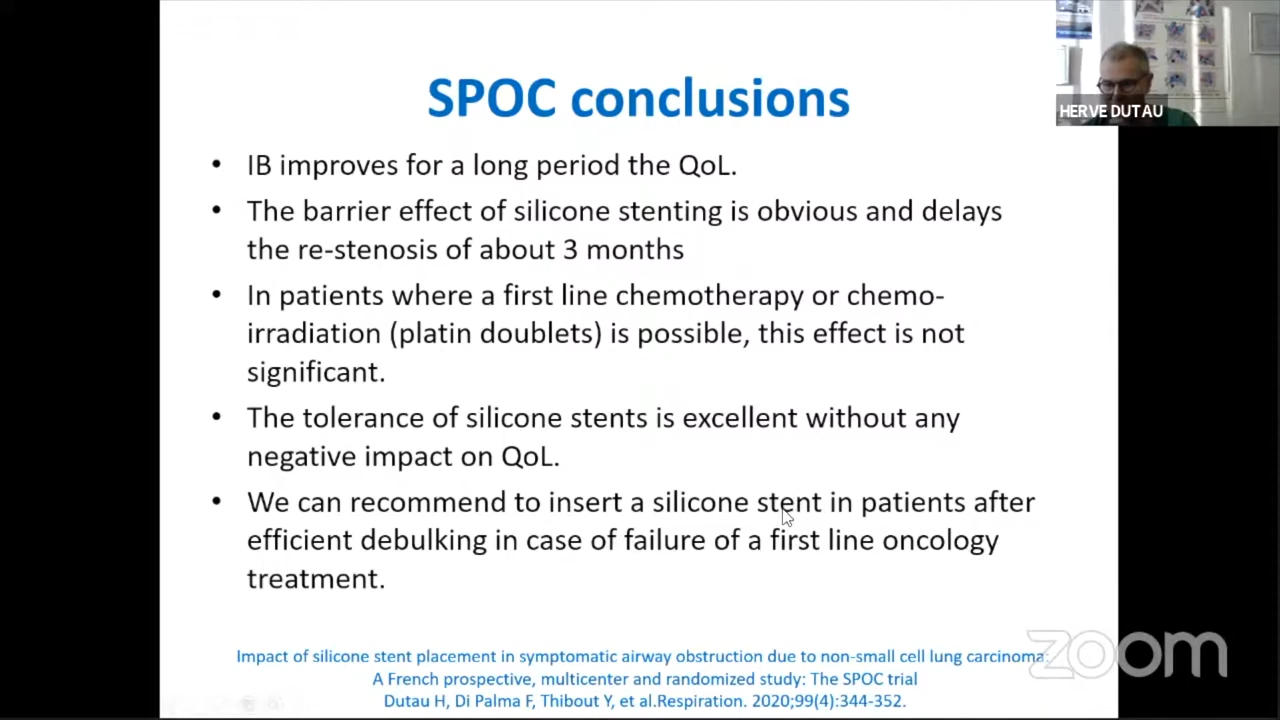 SPOC conclusions
HERVE DUTAU
• IB improves for a long period the QoL.
• The barrier effect of silicone stenting is obvious and delays
the re-stenosis of about 3 months
• In patients where a first line chemotherapy or chemo-
irradiation (platin doublets) is possible, this effect is not
significant.
• The tolerance of silicone stents is excellent without any
negative impact on QoL.
• We can recommend to insert a silicone stent in patients after
efficient debulking in case of failure of a first line oncology
treatment.
Impact of silicone stent placement in symptomatic airway obstruction due to non-small cell lung carcinoma:
A French prospective, multicenter and randomized study: The SPOC trial
Dutau H, Di Palma F, Thibout Y, et al.Respiration. 2020;99(4):344-352.
zoom